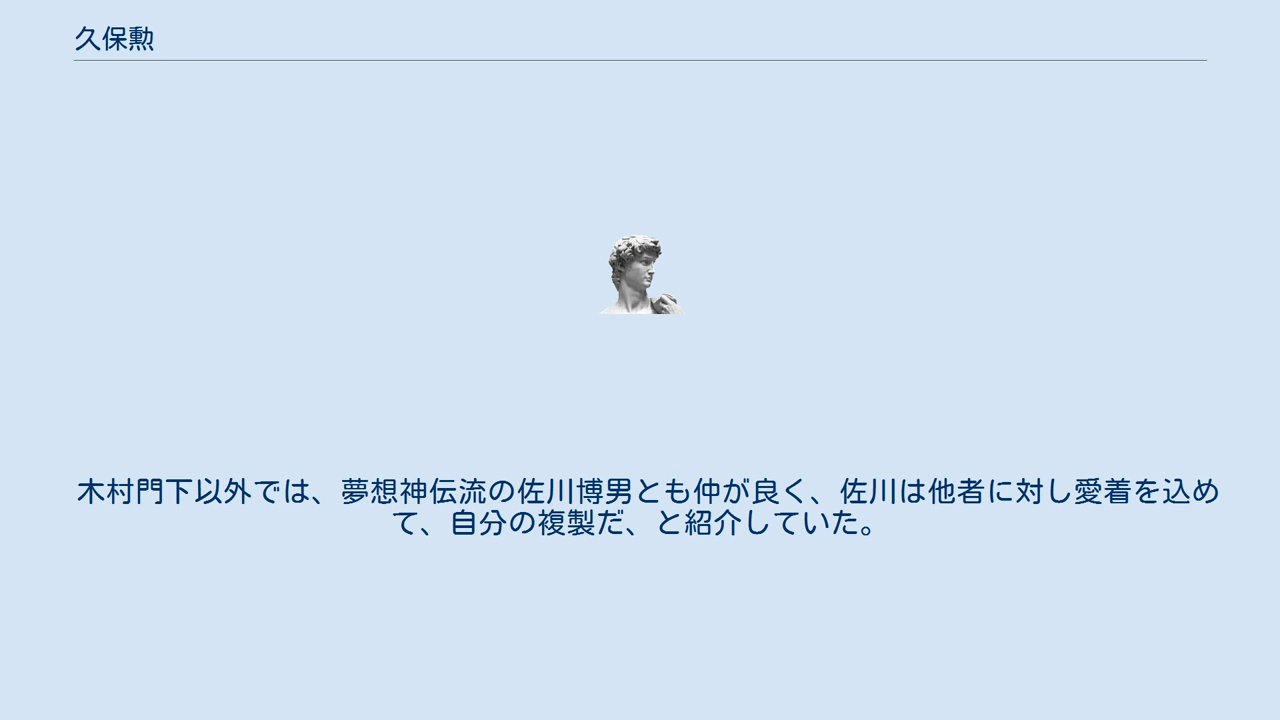 久保勲
木村門下以外では、夢想神伝流の佐川博男とも仲が良く、佐川は他者に対し愛着を込め
て、自分の複製だ、と紹介していた。